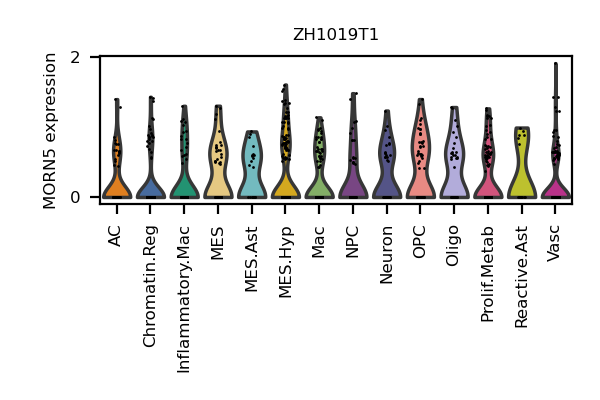 ZH1019T1
MORN5 expression
2
0
AC
Chromatin.Reg
Inflammatory.Mac
MES
MES.Ast
MES.Hyp
Mac
NPC
Neuron
OPC
Oligo
Prolif.Metab
Reactive.Ast
Vasc